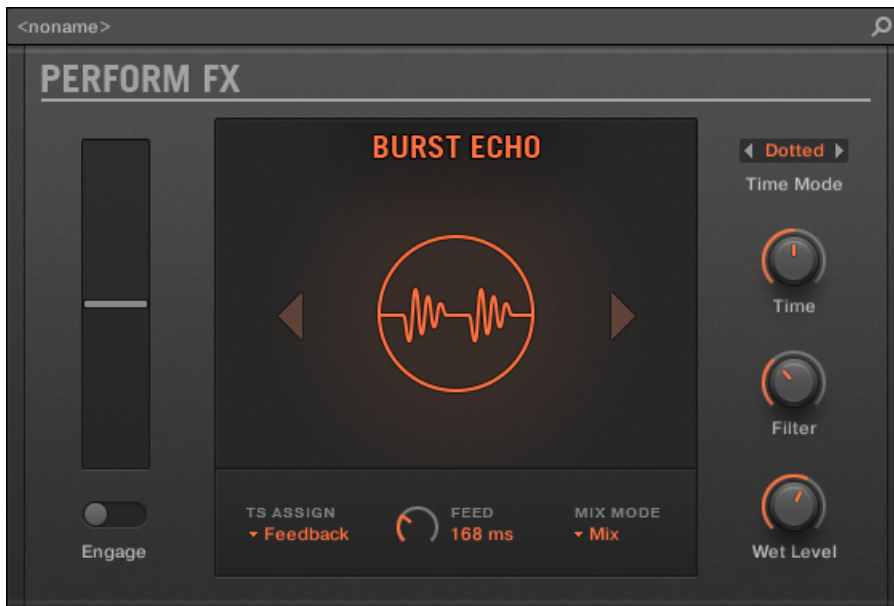 <noname>
PERFORM FX
BURST ECHO
Dotted
Time Mode
Time
Filter
Wet Level
TS ASSIGN
Feedback
FEED
168 ms
MIX MODE
Mix
Engage